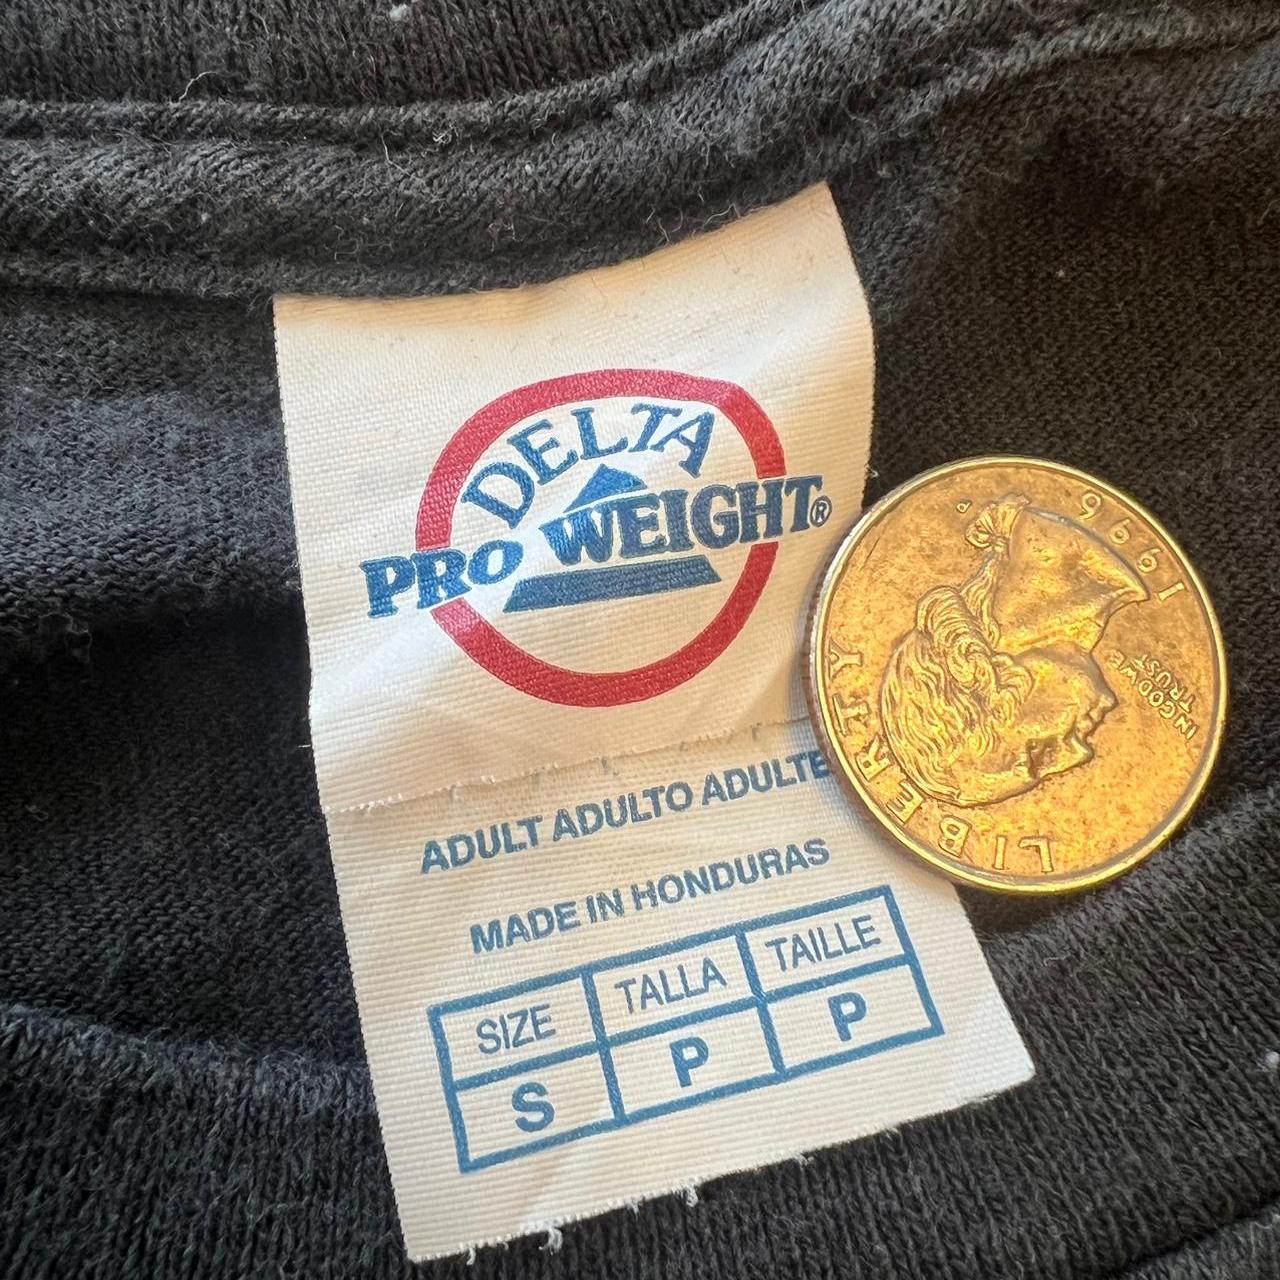 DELTA
PRO WEIGHT®
ADULT ADULTO ADULTE
MADE IN HONDURAS
SIZE TALLA TAILLE
S P P
LIBERTY
IN GOD WE
TRUST
1996
P